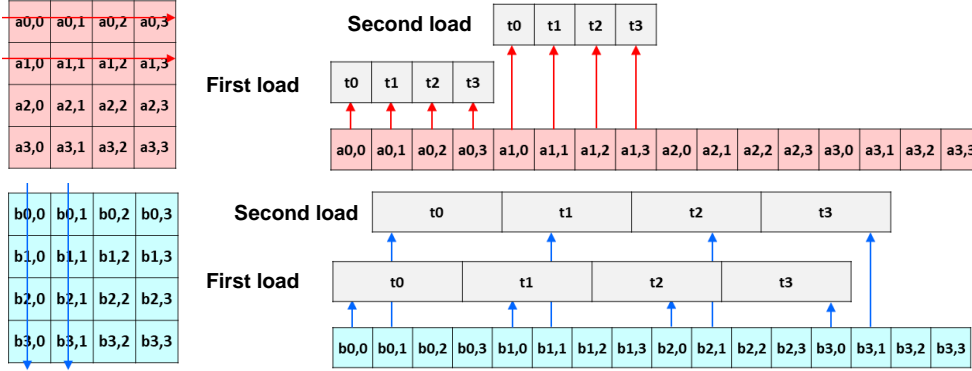 a0,0 a0,1 a0,2 a0,3
a1,0 a1,1 a1,2 a1,3
a2,0 a2,1 a2,2 a2,3
a3,0 a3,1 a3,2 a3,3
Second load t0 t1 t2 t3
First load t0 t1 t2 t3
a0,0 a0,1 a0,2 a0,3 a1,0 a1,1 a1,2 a1,3 a2,0 a2,1 a2,2 a2,3 a3,0 a3,1 a3,2 a3,3
b0,0 b0,1 b0,2 b0,3
b1,0 b1,1 b1,2 b1,3
b2,0 b2,1 b2,2 b2,3
b3,0 b3,1 b3,2 b3,3
Second load t0 t1 t2 t3
First load t0 t1 t2 t3
b0,0 b0,1 b0,2 b0,3 b1,0 b1,1 b1,2 b1,3 b2,0 b2,1 b2,2 b2,3 b3,0 b3,1 b3,2 b3,3